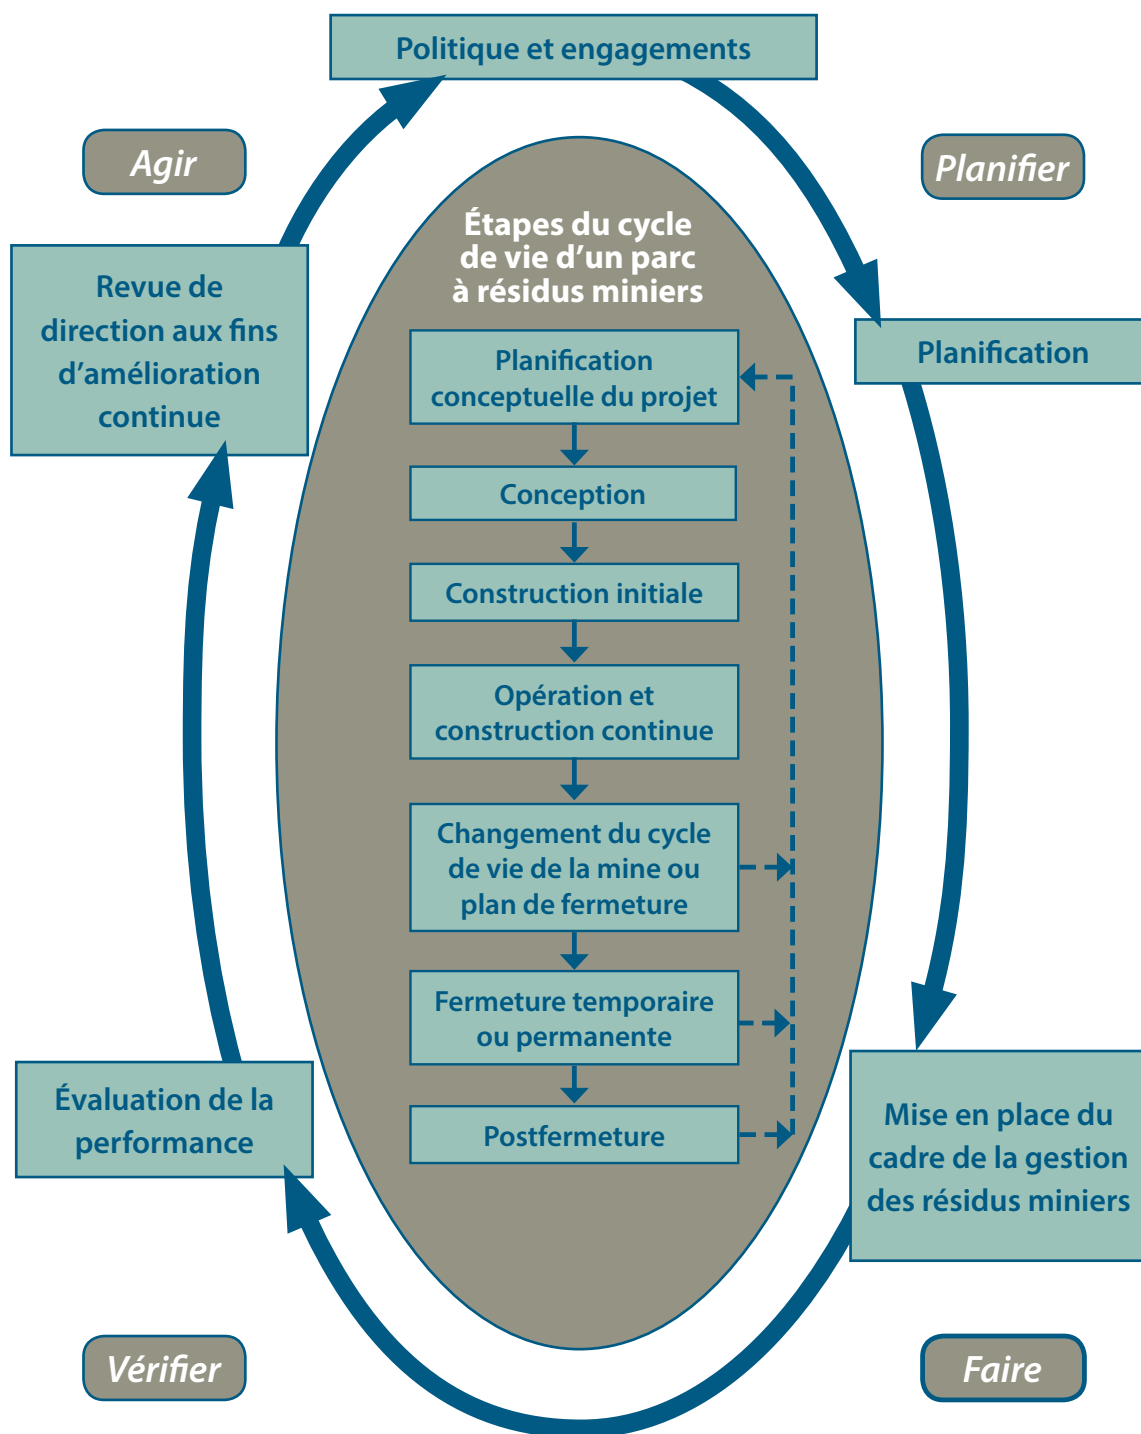 Politique et engagements
Agir
Planifier
Étapes du cycle
de vie d’un parc
à résidus miniers
Revue de
direction aux fins
d’amélioration
continue
Planification
Planification
conceptuelle du projet
Conception
Construction initiale
Opération et
construction continue
Changement du cycle
de vie de la mine ou
plan de fermeture
Fermeture temporaire
ou permanente
Postfermeture
Évaluation de la
performance
Mise en place du
cadre de la gestion
des résidus miniers
Vérifier
Faire